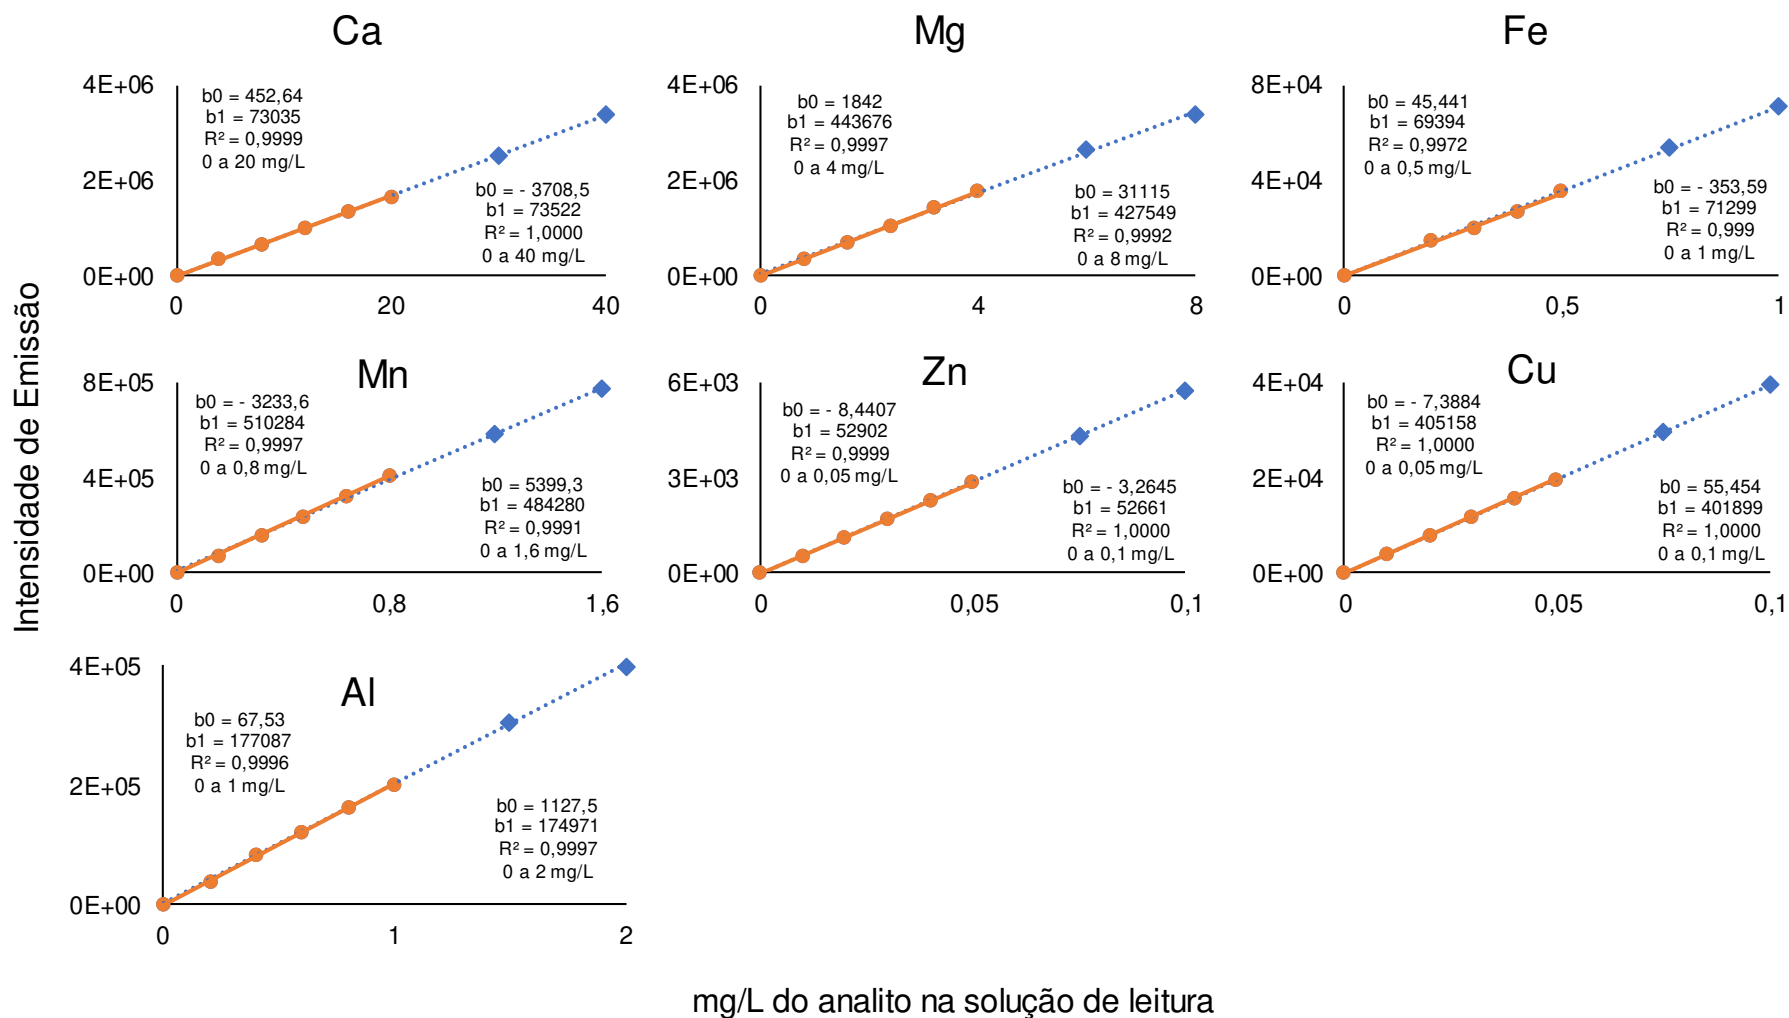 Ca
4E+06
2E+06
0E+00
b0 = 452,64
b1 = 73035
R² = 0,9999
0 a 20 mg/L
b0 = - 3708,5
b1 = 73522
R² = 1,0000
0 a 40 mg/L
0 20 40
Mg
4E+06
2E+06
0E+00
b0 = 1842
b1 = 443676
R² = 0,9997
0 a 4 mg/L
b0 = 31115
b1 = 427549
R² = 0,9992
0 a 8 mg/L
0 4 8
Fe
8E+04
4E+04
0E+00
b0 = 45,441
b1 = 69394
R² = 0,9972
0 a 0,5 mg/L
b0 = - 353,59
b1 = 71299
R² = 0,999
0 a 1 mg/L
0 0,5 1
Intensidade de Emissão
Mn
8E+05
4E+05
0E+00
b0 = - 3233,6
b1 = 510284
R² = 0,9997
0 a 0,8 mg/L
b0 = 5399,3
b1 = 484280
R² = 0,9991
0 a 1,6 mg/L
0 0,8 1,6
Zn
6E+03
3E+03
0E+00
b0 = - 8,4407
b1 = 52902
R² = 0,9999
0 a 0,05 mg/L
b0 = - 3,2645
b1 = 52661
R² = 1,0000
0 a 0,1 mg/L
0 0,05 0,1
Cu
4E+04
2E+04
0E+00
b0 = - 7,3884
b1 = 405158
R² = 1,0000
0 a 0,05 mg/L
b0 = 55,454
b1 = 401899
R² = 1,0000
0 a 0,1 mg/L
0 0,05 0,1
Al
4E+05
2E+05
0E+00
b0 = 67,53
b1 = 177087
R² = 0,9996
0 a 1 mg/L
b0 = 1127,5
b1 = 174971
R² = 0,9997
0 a 2 mg/L
0 1 2
mg/L do analito na solução de leitura